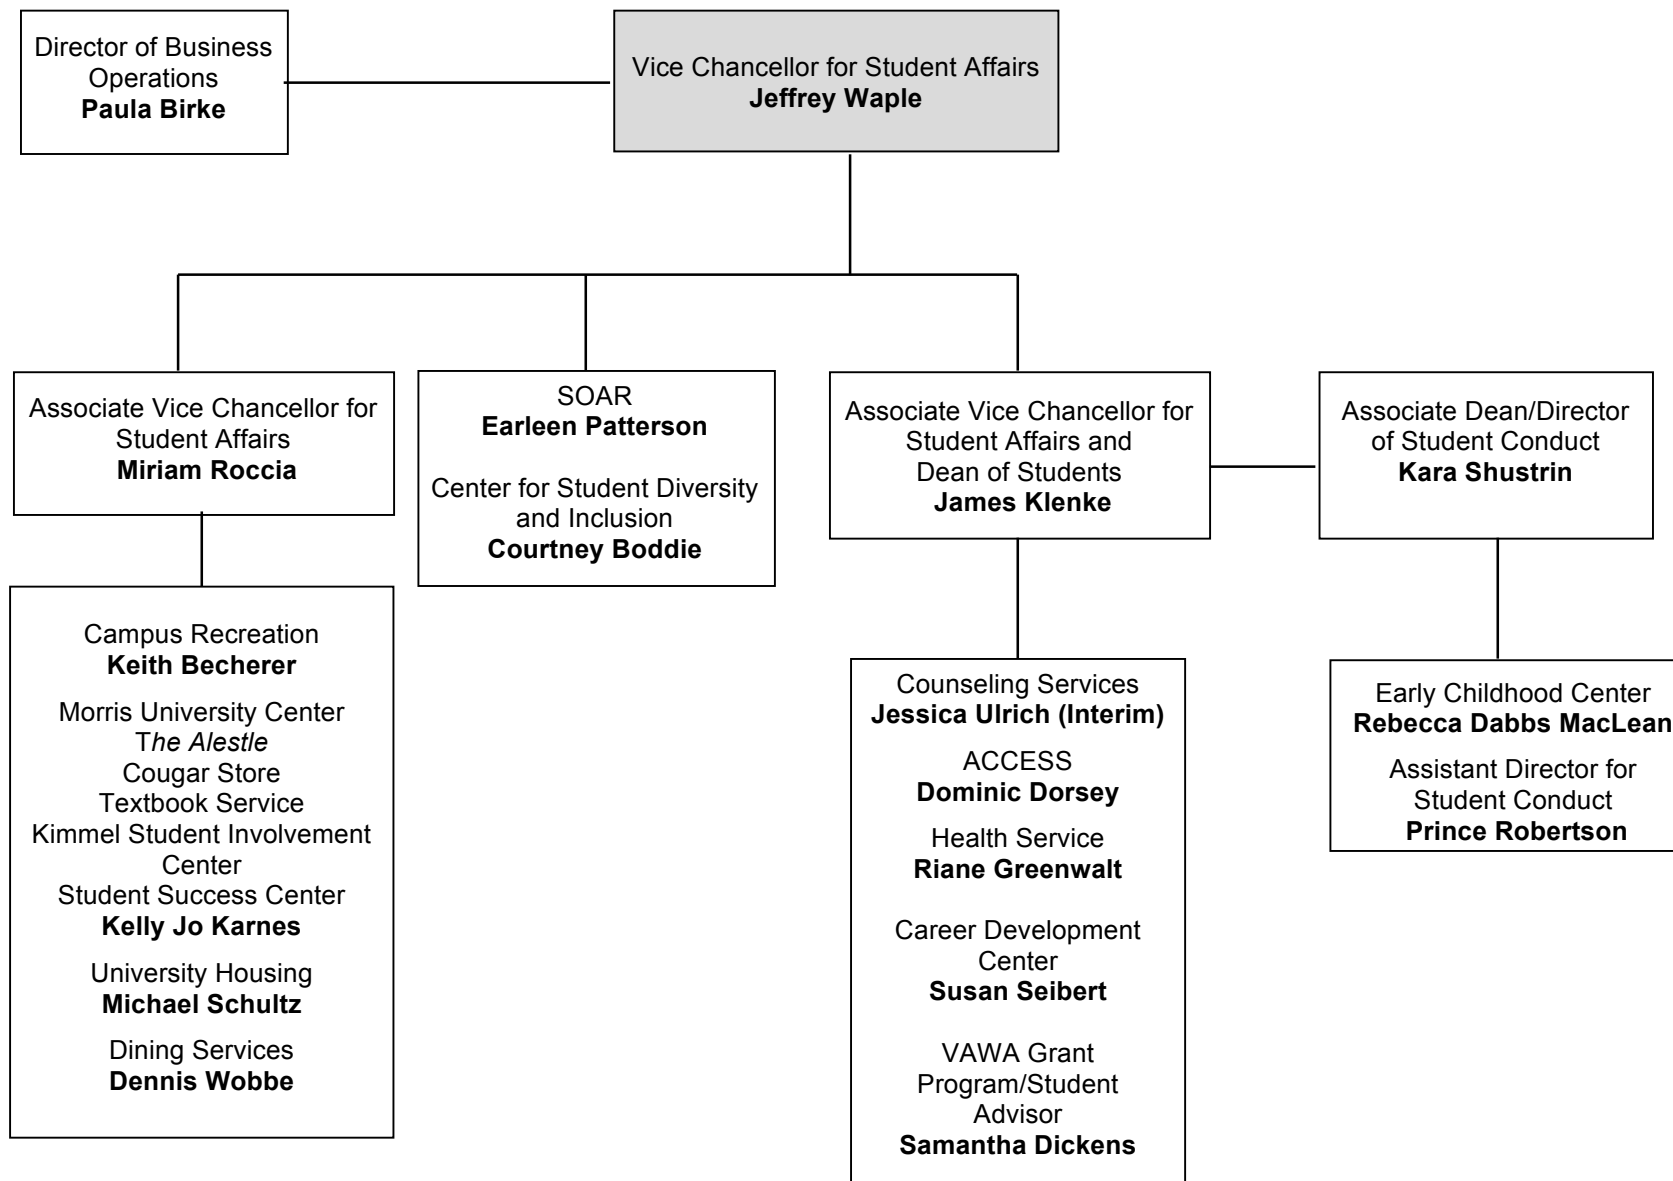 Director of Business
Operations
Paula Birke
Vice Chancellor for Student Affairs
Jeffrey Waple
Associate Vice Chancellor for
Student Affairs
Miriam Roccia
SOAR
Earleen Patterson
Center for Student Diversity
and Inclusion
Courtney Boddie
Associate Vice Chancellor for
Student Affairs and
Dean of Students
James Klenke
Associate Dean/Director
of Student Conduct
Kara Shustrin
Campus Recreation
Keith Becherer
Morris University Center
The Alestle
Cougar Store
Textbook Service
Kimmel Student Involvement
Center
Student Success Center
Kelly Jo Karnes
University Housing
Michael Schultz
Dining Services
Dennis Wobbe
Counseling Services
Jessica Ulrich (Interim)
ACCESS
Dominic Dorsey
Health Service
Riane Greenwalt
Career Development
Center
Susan Seibert
VAWA Grant
Program/Student
Advisor
Samantha Dickens
Early Childhood Center
Rebecca Dabbs MacLean
Assistant Director for
Student Conduct
Prince Robertson